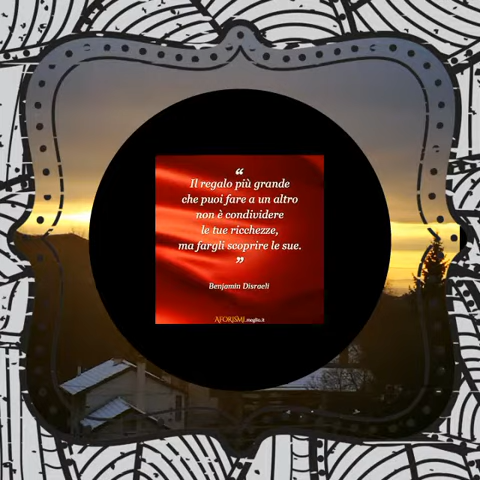 “
Il regalo più grande
che puoi fare a un altro
non è condividere
le tue ricchezze,
ma fargli scoprire le sue.
”
Benjamin Disraeli
AFORISMI.meglio.it